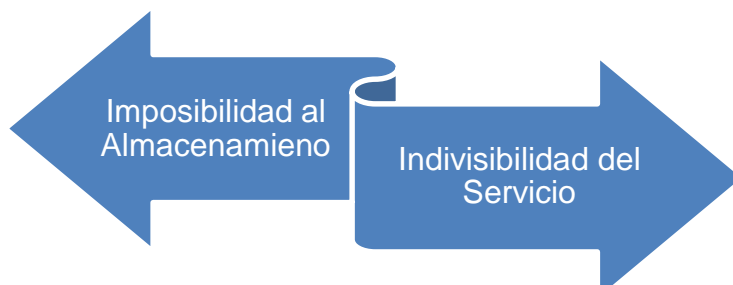 Imposibilidad al
Almacenamieno
Indivisibilidad del
Servicio